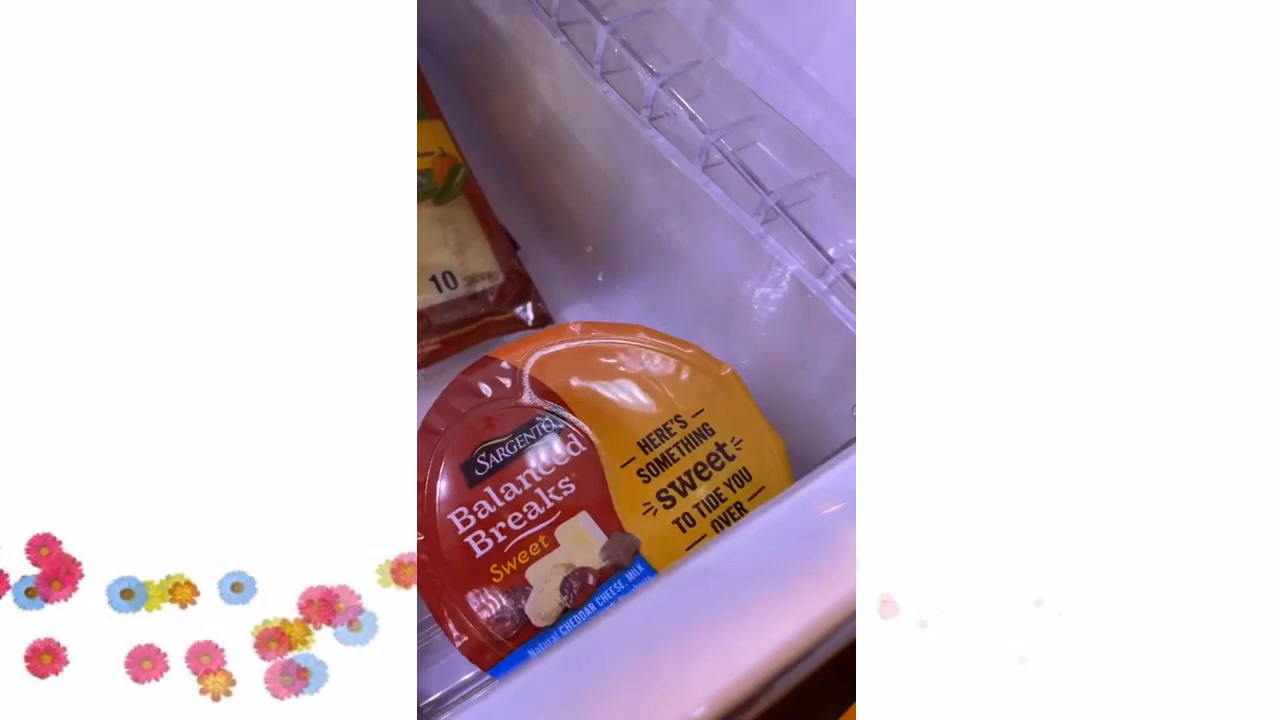 10
SARGENTO
Balanced
Breaks
Sweet
Natural CHEDDAR CHEESE, MILK
HERE'S
SOMETHING
sweet
TO TIDE YOU
OVER